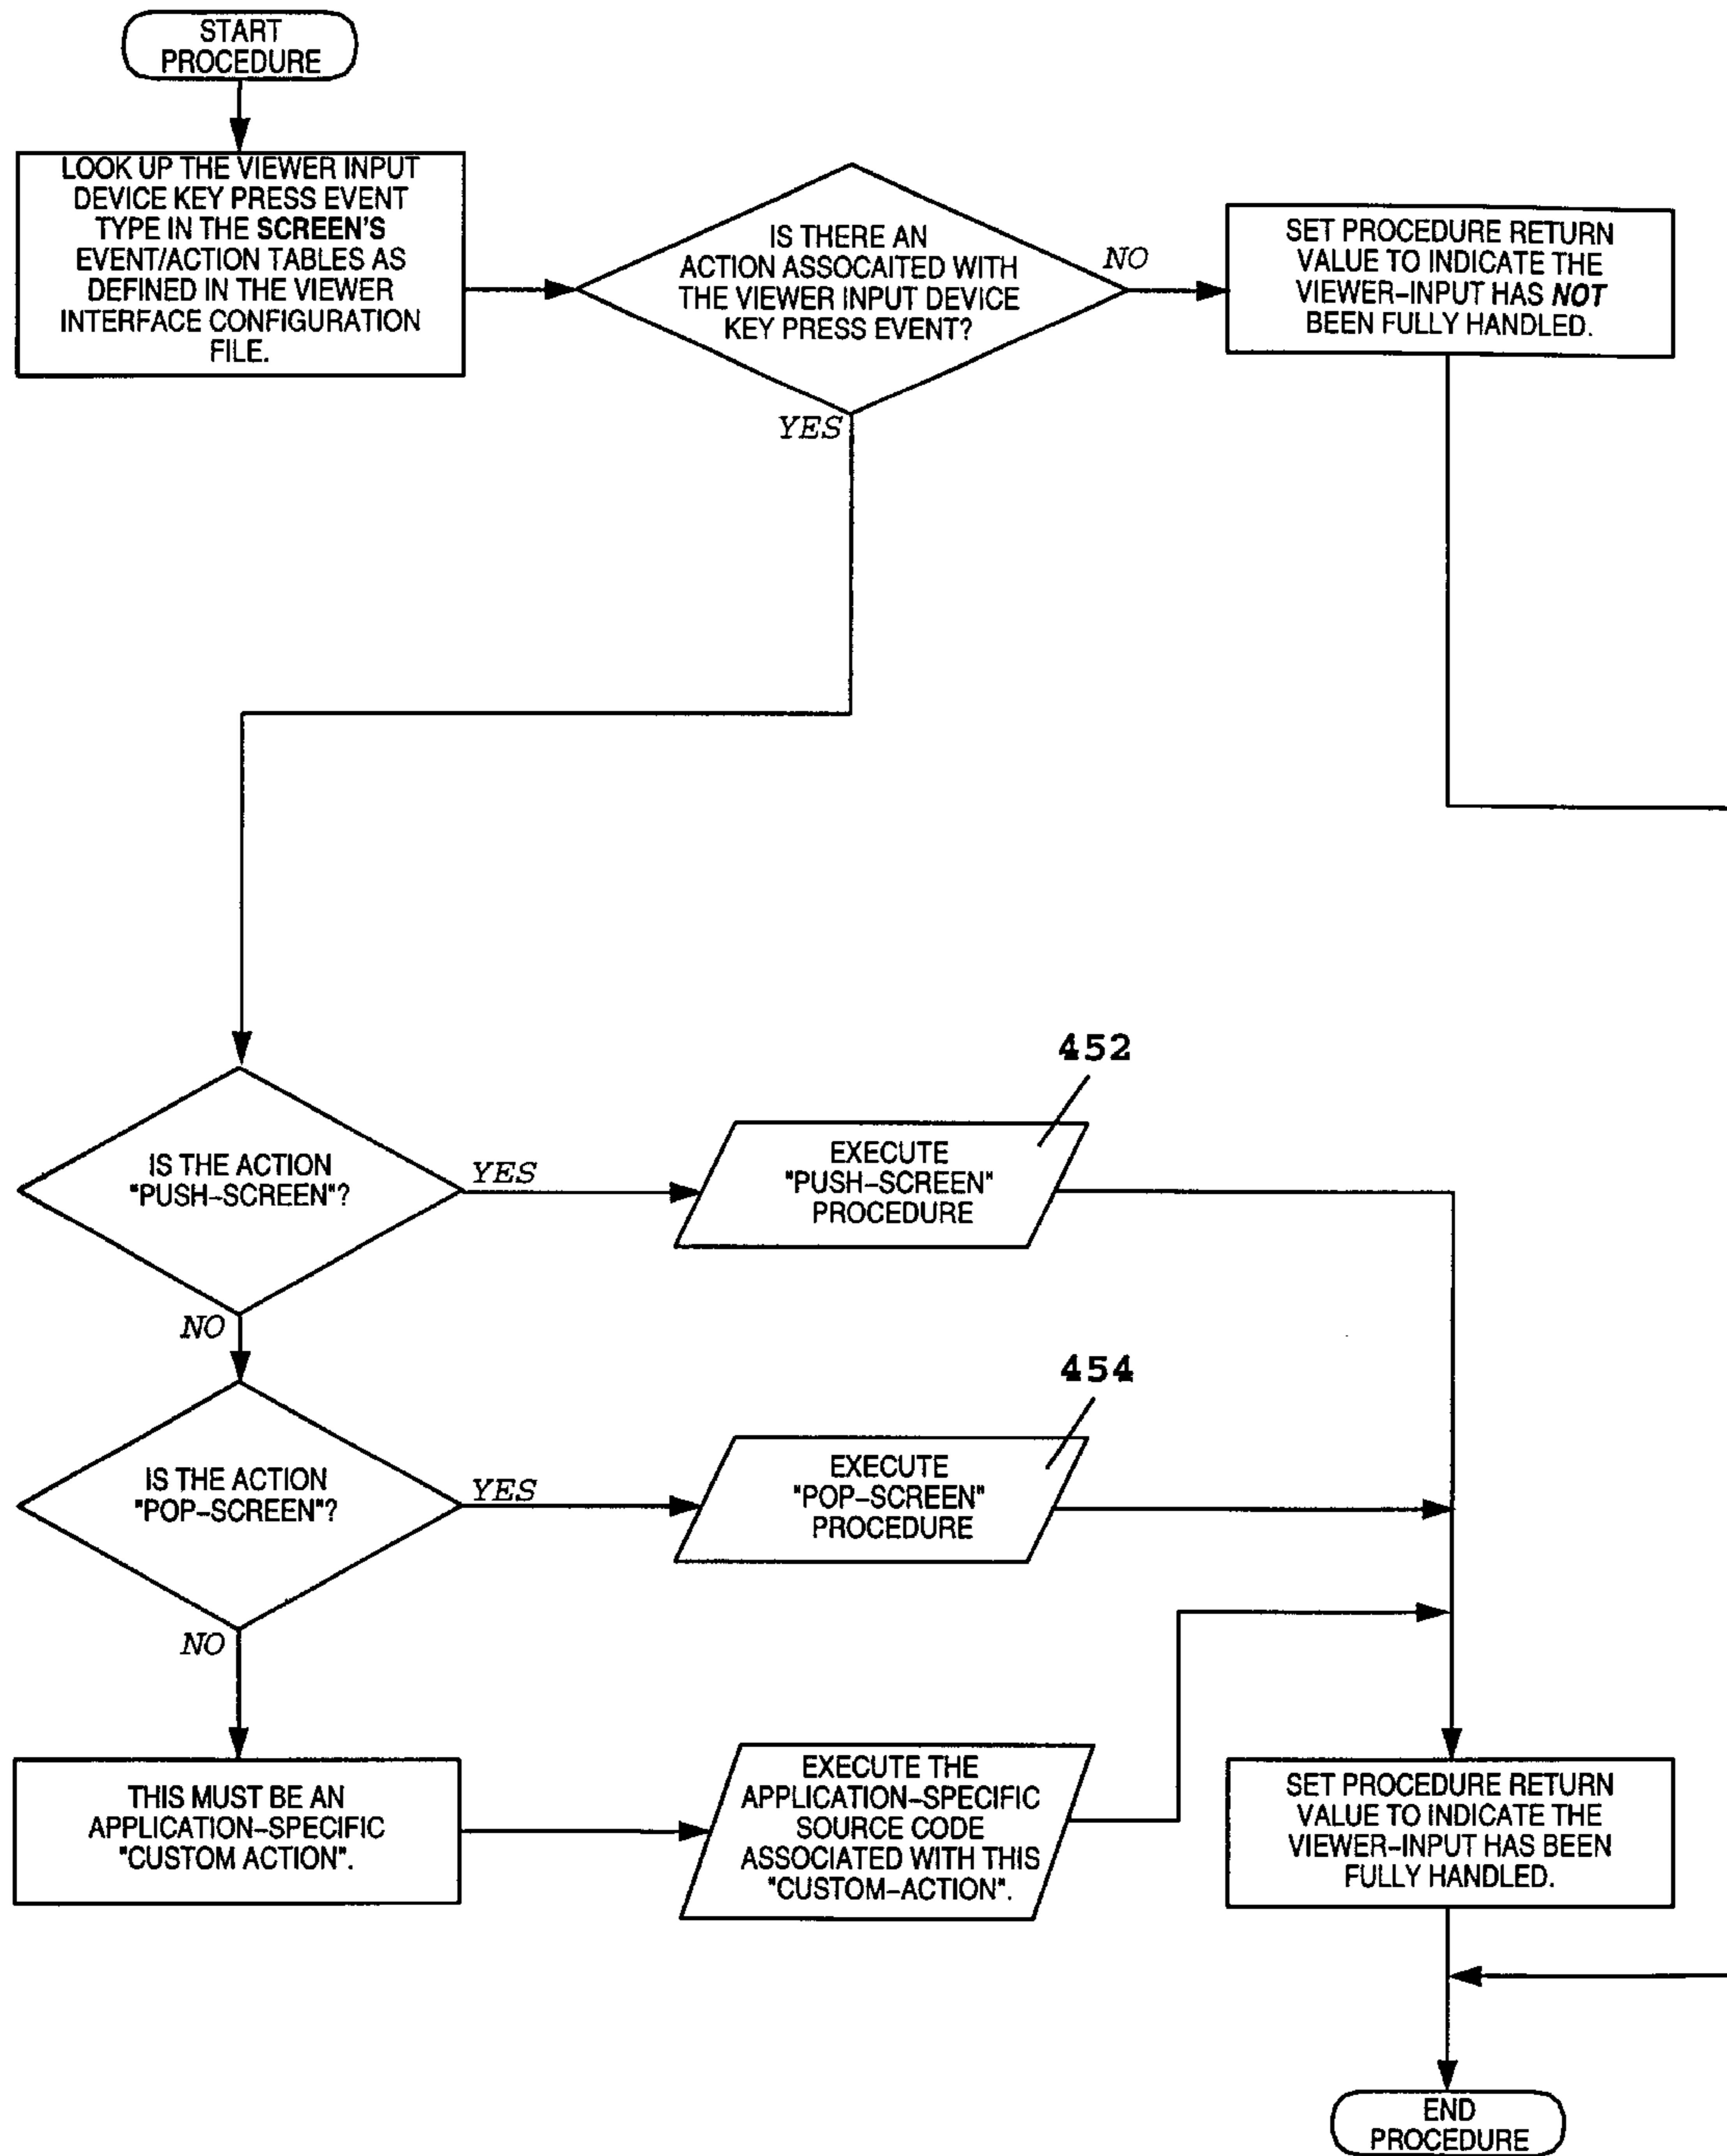 START
PROCEDURE
LOOK UP THE VIEWER INPUT
DEVICE KEY PRESS EVENT
TYPE IN THE SCREEN'S
EVENT/ACTION TABLES AS
DEFINED IN THE VIEWER
INTERFACE CONFIGURATION
FILE.
IS THERE AN
ACTION ASSOCAITED WITH
THE VIEWER INPUT DEVICE
KEY PRESS EVENT?
NO
SET PROCEDURE RETURN
VALUE TO INDICATE THE
VIEWER-INPUT HAS NOT
BEEN FULLY HANDLED.
YES
452
IS THE ACTION
"PUSH-SCREEN"?
YES
EXECUTE
"PUSH-SCREEN"
PROCEDURE
NO
454
IS THE ACTION
"POP-SCREEN"?
YES
EXECUTE
"POP-SCREEN"
PROCEDURE
NO
THIS MUST BE AN
APPLICATION-SPECIFIC
"CUSTOM ACTION".
EXECUTE THE
APPLICATION-SPECIFIC
SOURCE CODE
ASSOCIATED WITH THIS
"CUSTOM-ACTION".
SET PROCEDURE RETURN
VALUE TO INDICATE THE
VIEWER-INPUT HAS BEEN
FULLY HANDLED.
END
PROCEDURE